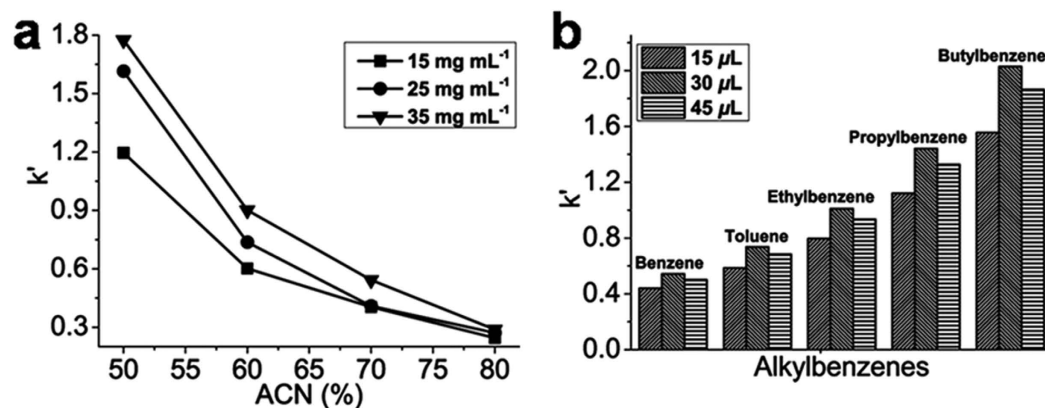 a
1.8
1.5
1.2
0.9
0.6
0.3
k'
50 55 60 65 70 75 80
ACN (%)
15 mg mL⁻¹
25 mg mL⁻¹
35 mg mL⁻¹
b
2.0
1.6
1.2
0.8
0.4
0.0
k'
15 μL
30 μL
45 μL
Benzene
Toluene
Ethylbenzene
Propylbenzene
Butylbenzene
Alkylbenzenes